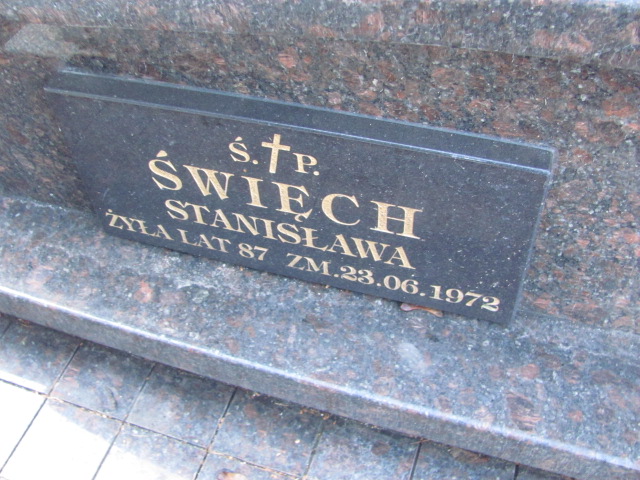 Ś. P.
ŚWIĘCH
STANISŁAWA
ŻYŁA LAT 87 ZM.23.06.1972